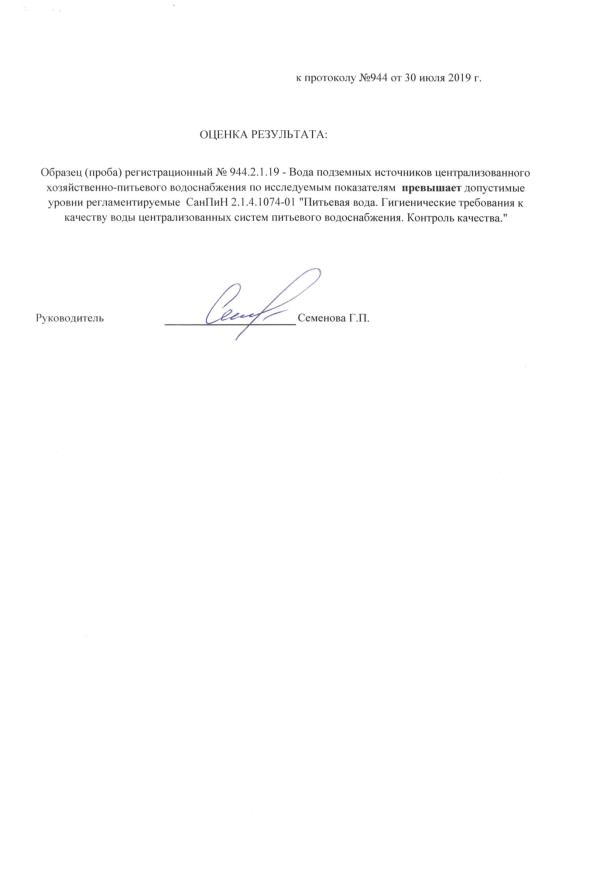 к протоколу №944 от 30 июля 2019 г.
ОЦЕНКА РЕЗУЛЬТАТА:
Образец (проба) регистрационный № 944.2.1.19 - Вода подземных источников централизованного
хозяйственно-питьевого водоснабжения по исследуемым показателям превышает допустимые
уровни регламентируемые СанПиН 2.1.4.1074-01 "Питьевая вода. Гигиенические требования к
качеству воды централизованных систем питьевого водоснабжения. Контроль качества."
Руководитель Семенова Г.П.